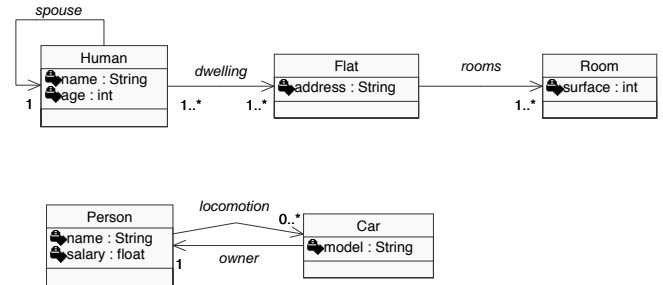 spouse
Human
name : String
age : int
1
dwelling
1..*
1..*
Flat
address : String
rooms
1..*
Room
surface : int
Person
name : String
salary : float
locomotion
0..*
1
owner
Car
model : String